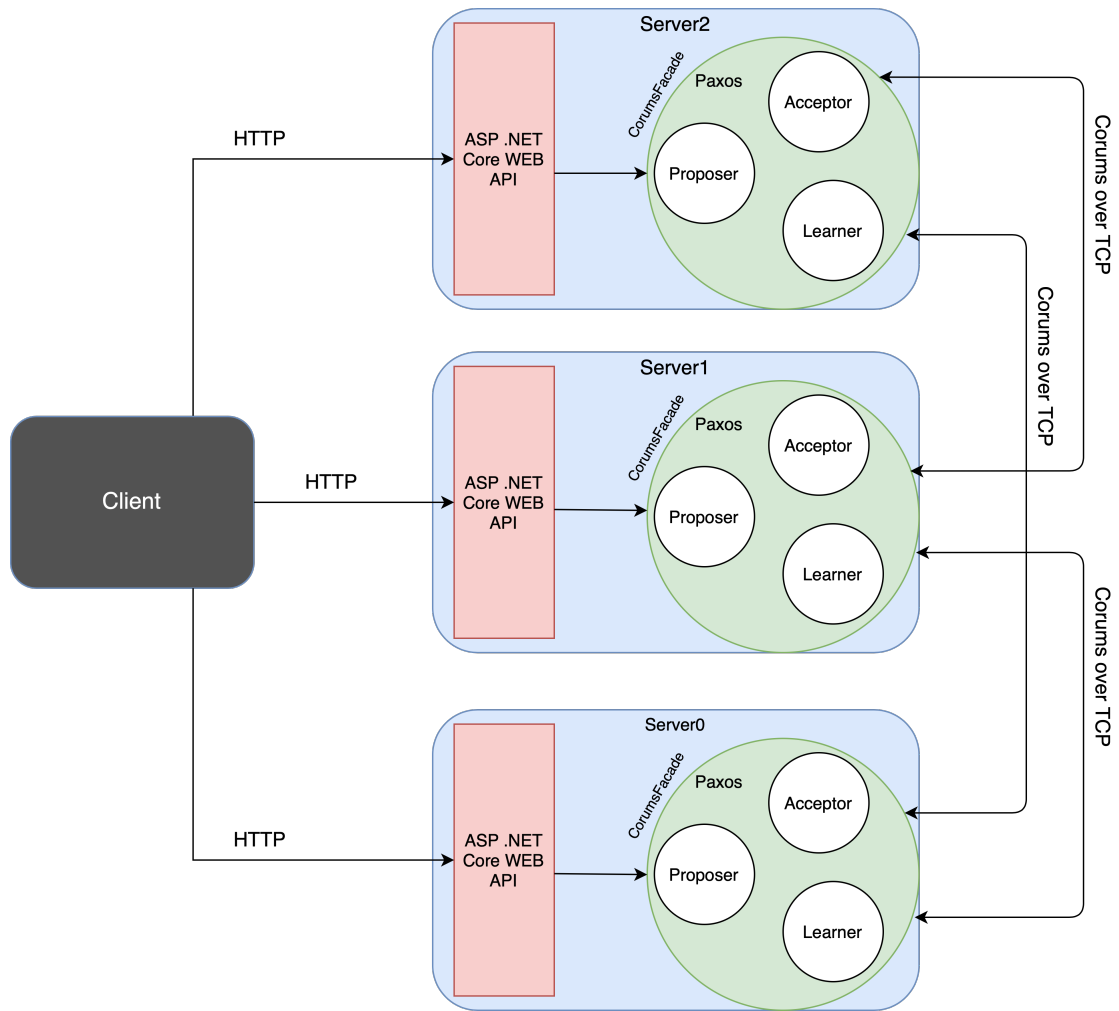 Server2
CorumsFacade
Paxos
Acceptor
HTTP
ASP .NET
Core WEB
API
Proposer
Learner
Corums over TCP
Corums over TCP
Server1
CorumsFacade
Paxos
Acceptor
Client
HTTP
ASP .NET
Core WEB
API
Proposer
Learner
Corums over TCP
Server0
CorumsFacade
Paxos
Acceptor
HTTP
ASP .NET
Core WEB
API
Proposer
Learner